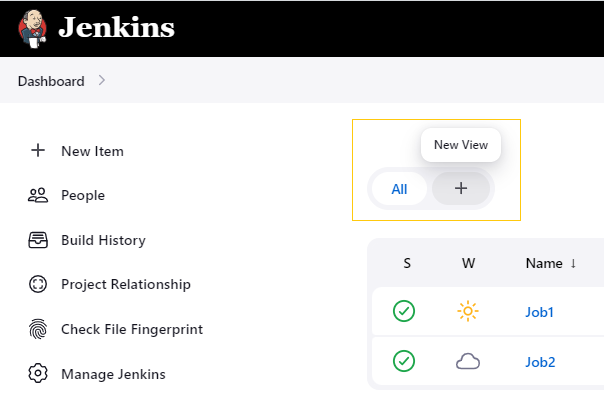 Jenkins
Dashboard
New Item
People
Build History
Project Relationship
Check File Fingerprint
Manage Jenkins
New View
All +
S W Name ↓
Job1
Job2